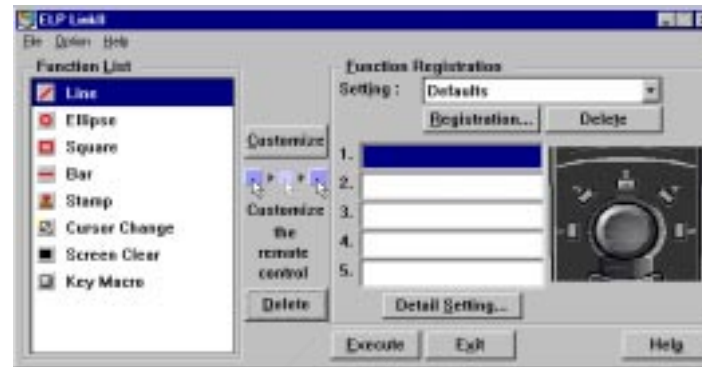 ELP Link II
File Option Help
Function List
Line
Ellipse
Square
Bar
Stamp
Cursor Change
Screen Clear
Key Macro
Customize
Customize
the
remote
control
Delete
Function Registration
Setting : Defaults
Registration... Delete
1.
2.
3.
4.
5.
Detail Setting...
Execute Exit Help